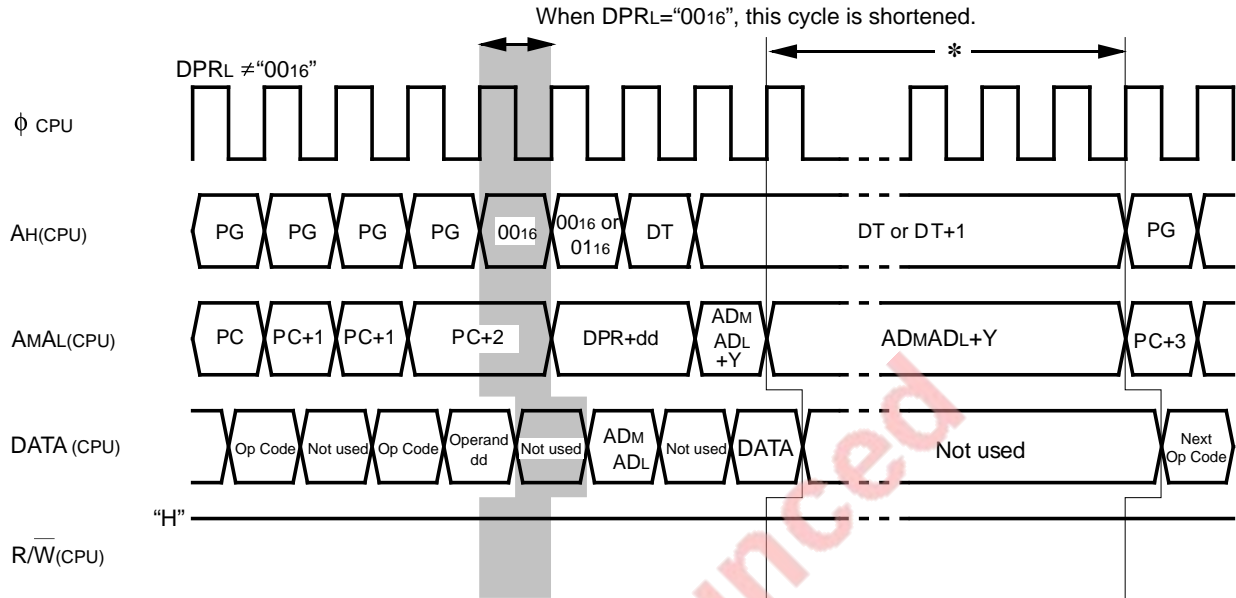 When DPRL=“0016”, this cycle is shortened.
*
DPRL ≠“0016”
ϕ CPU
AH(CPU)
PG PG PG PG 0016 0016 or 0116 DT DT or DT+1 PG
AMAL(CPU)
PC PC+1 PC+1 PC+2 DPR+dd ADM ADL +Y ADMADL+Y PC+3
DATA (CPU)
Op Code Not used Op Code Operand dd Not used ADM ADL Not used DATA Not used Next Op Code
“H”
R/W(CPU)
unced